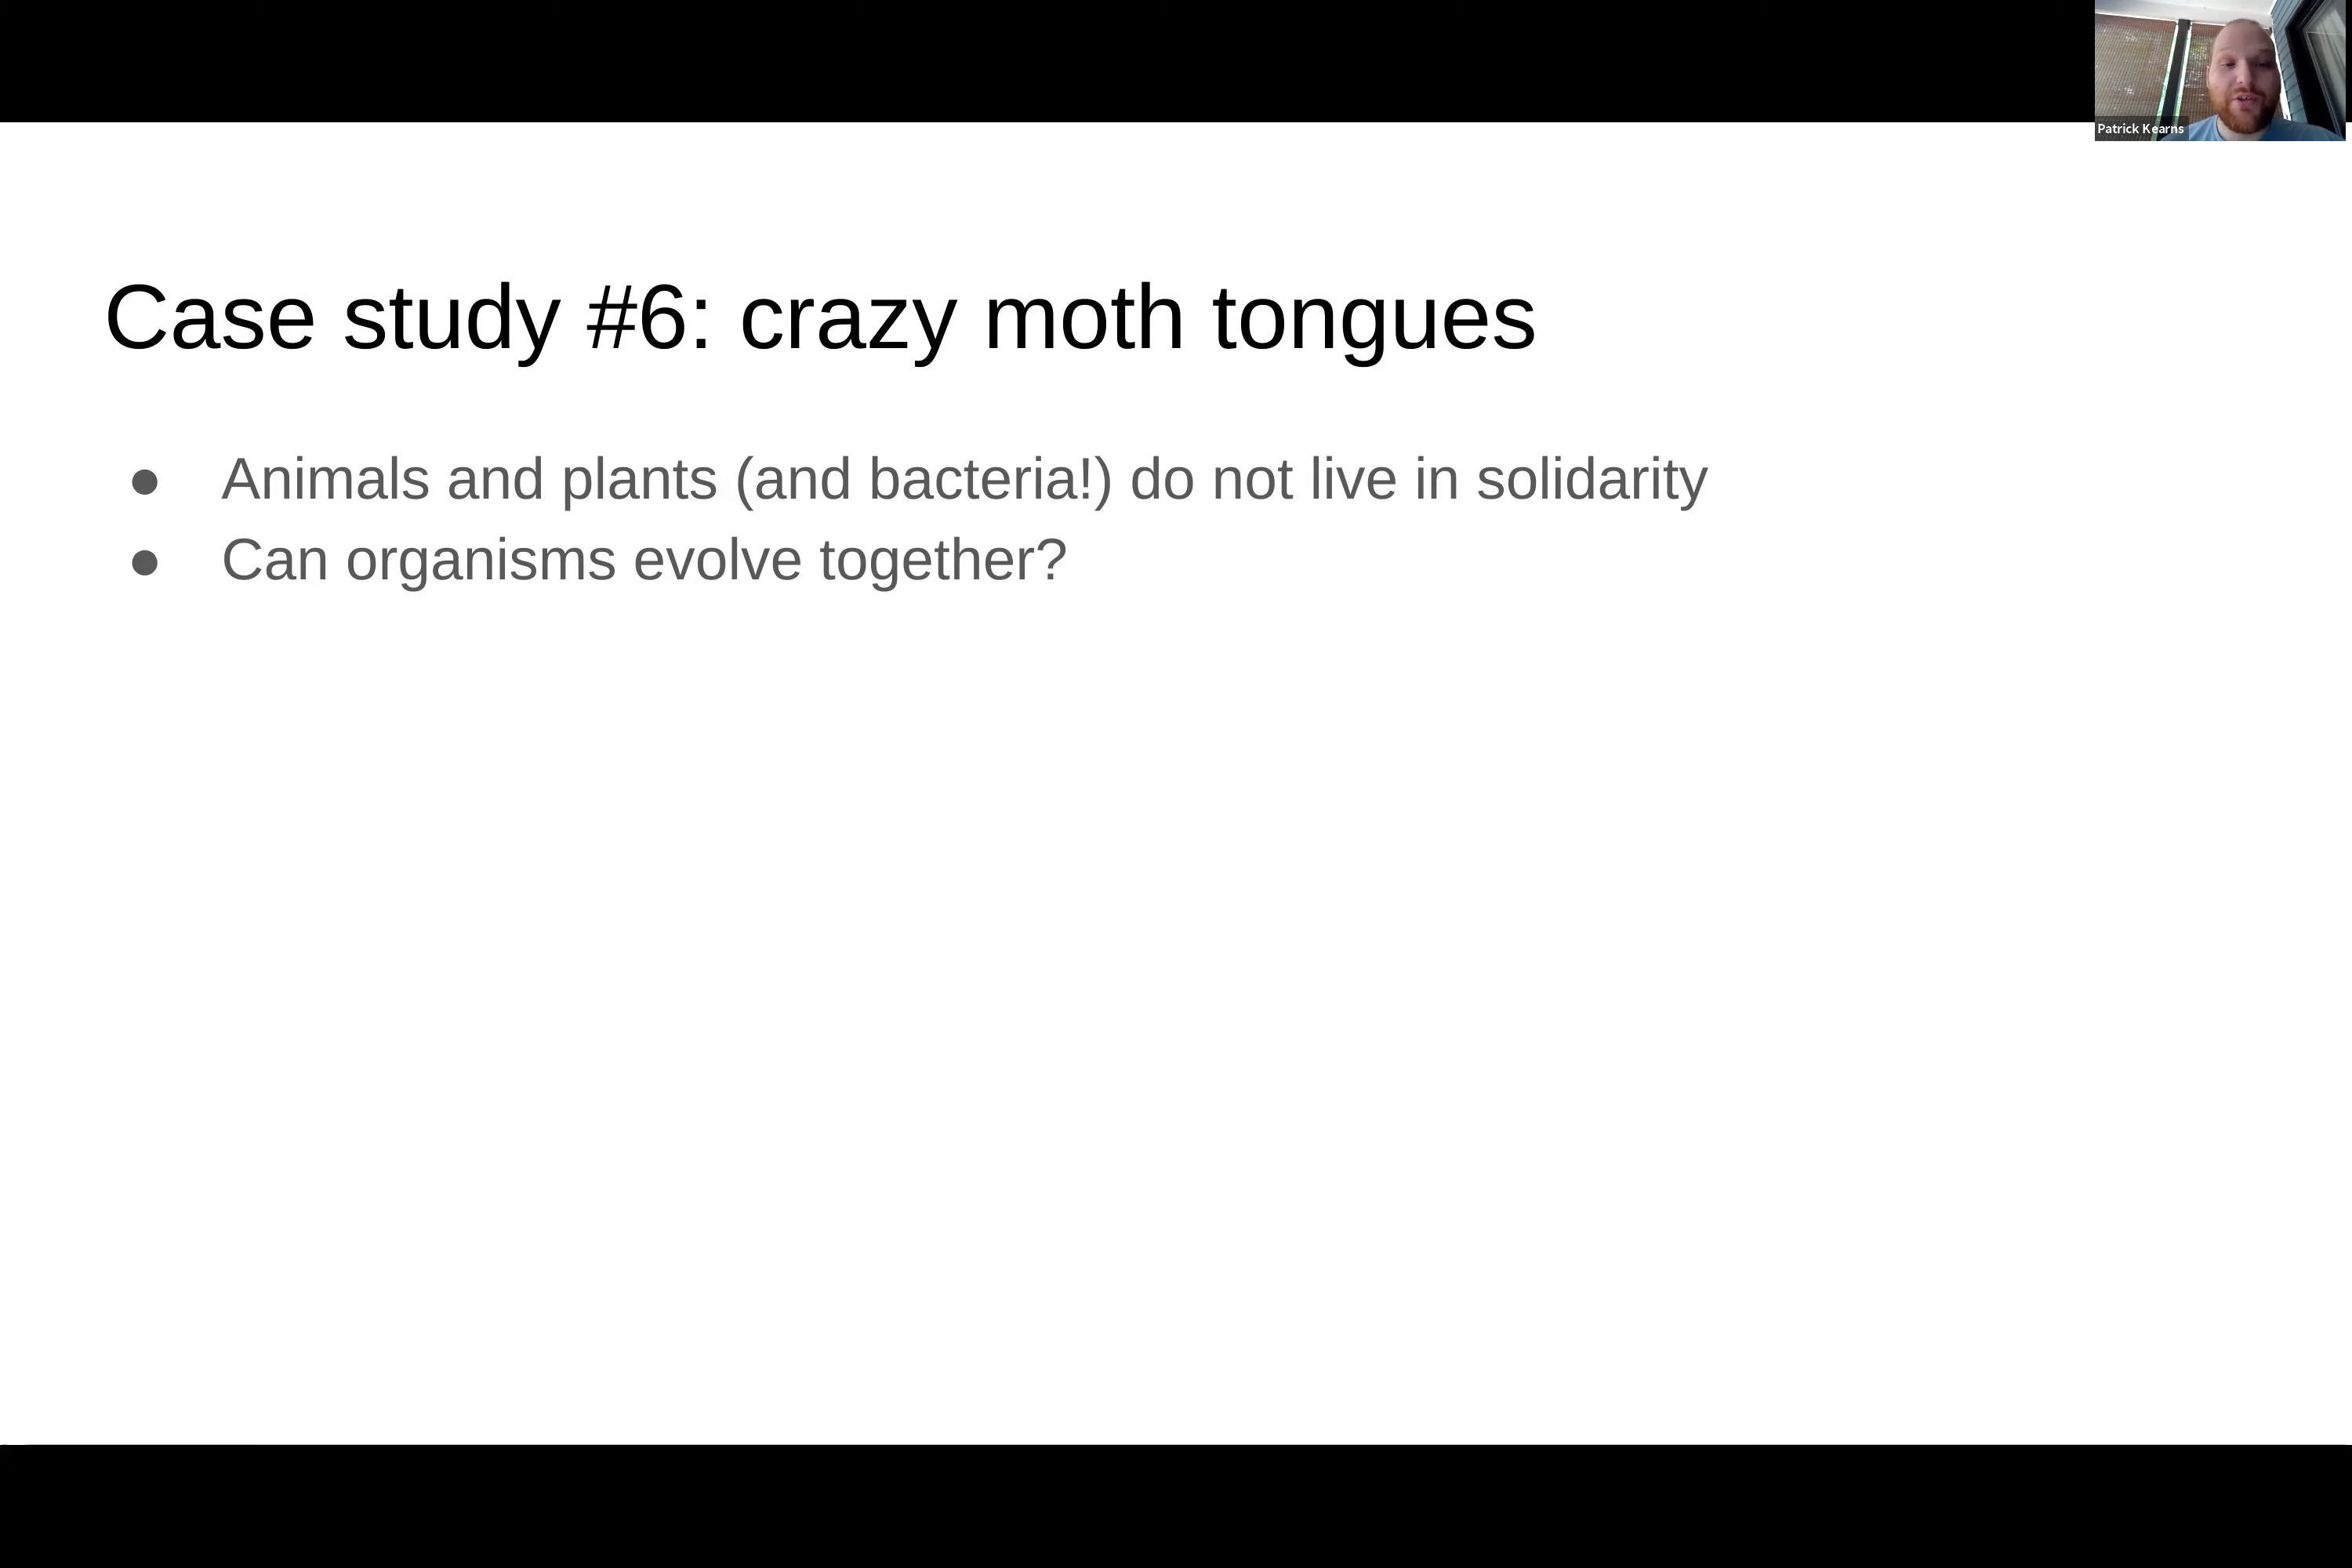 Patrick Kearns
Case study #6: crazy moth tongues
● Animals and plants (and bacteria!) do not live in solidarity
● Can organisms evolve together?